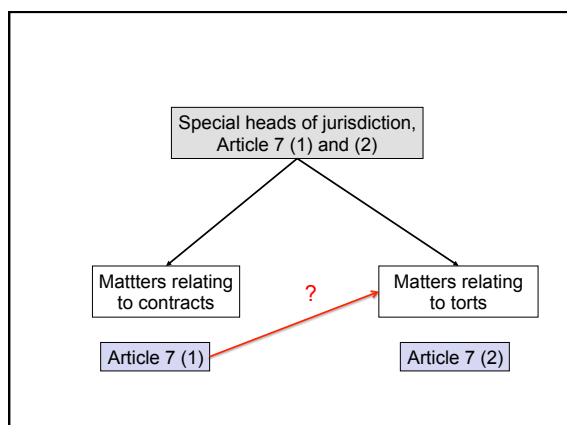 Special heads of jurisdiction,
Article 7 (1) and (2)
Mattters relating
to contracts
?
Matters relating
to torts
Article 7 (1)
Article 7 (2)